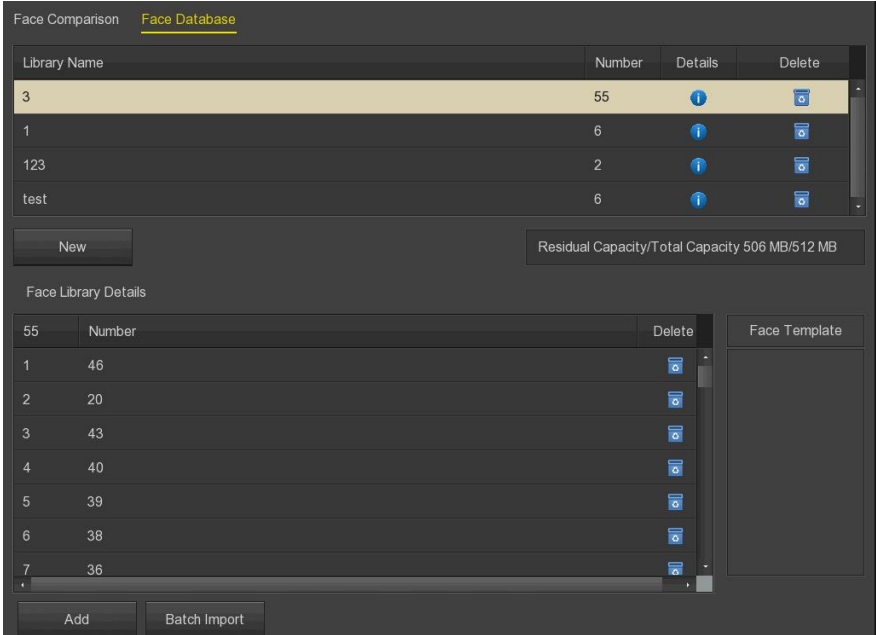 Face Comparison Face Database
Library Name Number Details Delete
3 55
1 6
123 2
test 6
New Residual Capacity/Total Capacity 506 MB/512 MB
Face Library Details
55 Number Delete Face Template
1 46
2 20
3 43
4 40
5 39
6 38
7 36
Add Batch Import